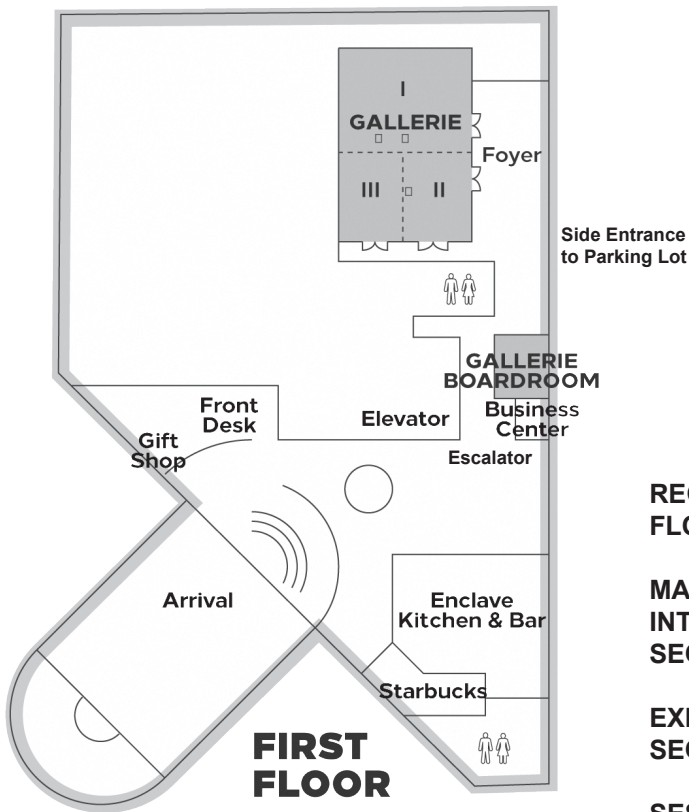 I
GALLERIE
III
II
Foyer
Side Entrance
to Parking Lot
GALLERIE
BOARDROOM
Business
Center
Elevator
Escalator
Front
Desk
Gift
Shop
Arrival
Enclave
Kitchen & Bar
Starbucks
FIRST
FLOOR